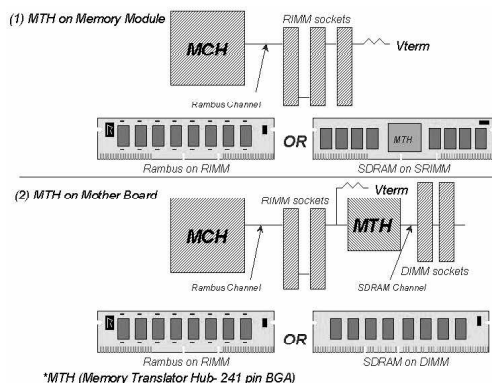 (1) MTH on Memory Module
RIMM sockets
MCH
Vterm
Rambus Channel
MTH
OR
Rambus on RIMM
SDRAM on SRIMM
(2) MTH on Mother Board
RIMM sockets
Vterm
MCH
MTH
DIMM sockets
Rambus Channel
SDRAM Channel
OR
Rambus on RIMM
SDRAM on DIMM
*MTH (Memory Translator Hub- 241 pin BGA)